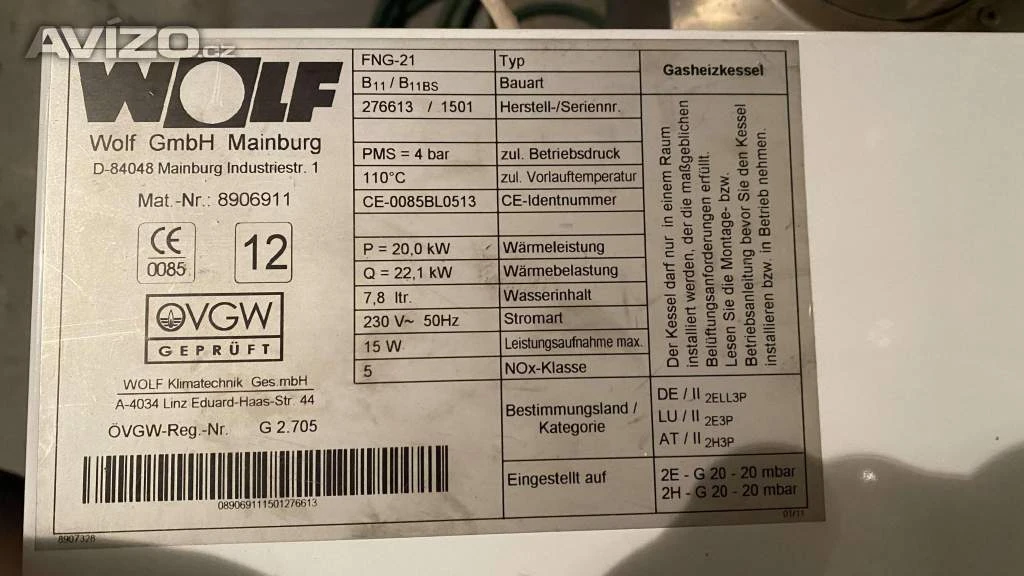 Avízo.cz
WOLF
Wolf GmbH Mainburg
D-84048 Mainburg Industriestr. 1
Mat.-Nr.: 8906911
CE
0085
12
ÖVGW
GEPRÜFT
WOLF Klimatechnik Ges.mbH
A-4034 Linz Eduard-Haas-Str. 44
ÖVGW-Reg.-Nr. G 2.705
089069111501276613
8907328
FNG-21 Typ
B11 / B11BS Bauart
276613 / 1501 Herstell-/Seriennr.
PMS = 4 bar zul. Betriebsdruck
110°C zul. Vorlauftemperatur
CE-0085BL0513 CE-Identnummer
P = 20,0 kW Wärmeleistung
Q = 22,1 kW Wärmebelastung
7,8 ltr. Wasserinhalt
230 V~ 50Hz Stromart
15 W Leistungsaufnahme max.
5 NOx-Klasse
Gasheizkessel
Der Kessel darf nur in einem Raum
installiert werden, der die maßgeblichen
Belüftungsanforderungen erfüllt.
Lesen Sie die Montage- bzw.
Betriebsanleitung bevor Sie den Kessel
installieren bzw. in Betrieb nehmen.
Bestimmungsland /
Kategorie
DE / II 2ELL3P
LU / II 2E3P
AT / II 2H3P
Eingestellt auf
2E - G 20 - 20 mbar
2H - G 20 - 20 mbar
01/11